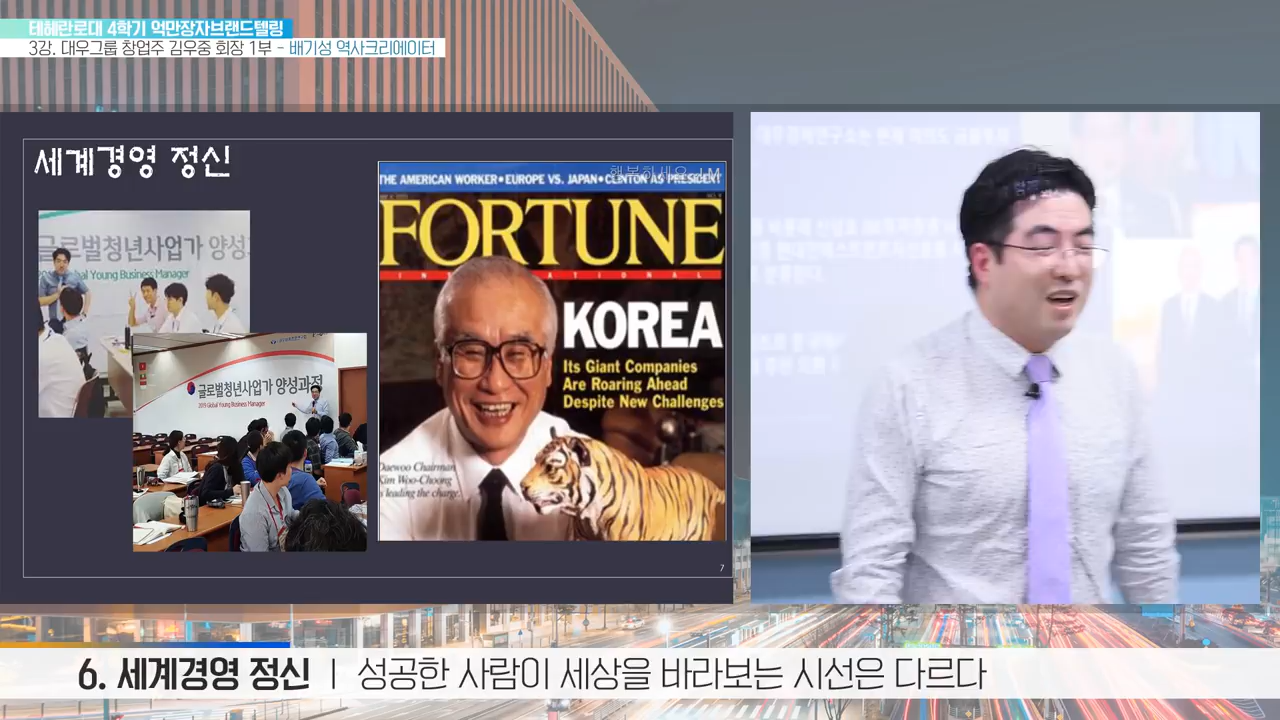 테헤란로대 4학기 억만장자브랜드텔링
3강. 대우그룹 창업주 김우중 회장 1부 - 배기성 역사크리에이터
세계경영 정신
글로벌청년사업가 양성
Global Young Business Manager
글로벌청년사업가 양성과정
Global Young Business Manager
행복하세요
THE AMERICAN WORKER • EUROPE VS. JAPAN • CLINTON AS PRESIDENT
FORTUNE
INTERNATIONAL
KOREA
Its Giant Companies
Are Roaring Ahead
Despite New Challenges
Daewoo Chairman
Kim Woo-Choong
is leading the charge.
7
6. 세계경영 정신 | 성공한 사람이 세상을 바라보는 시선은 다르다